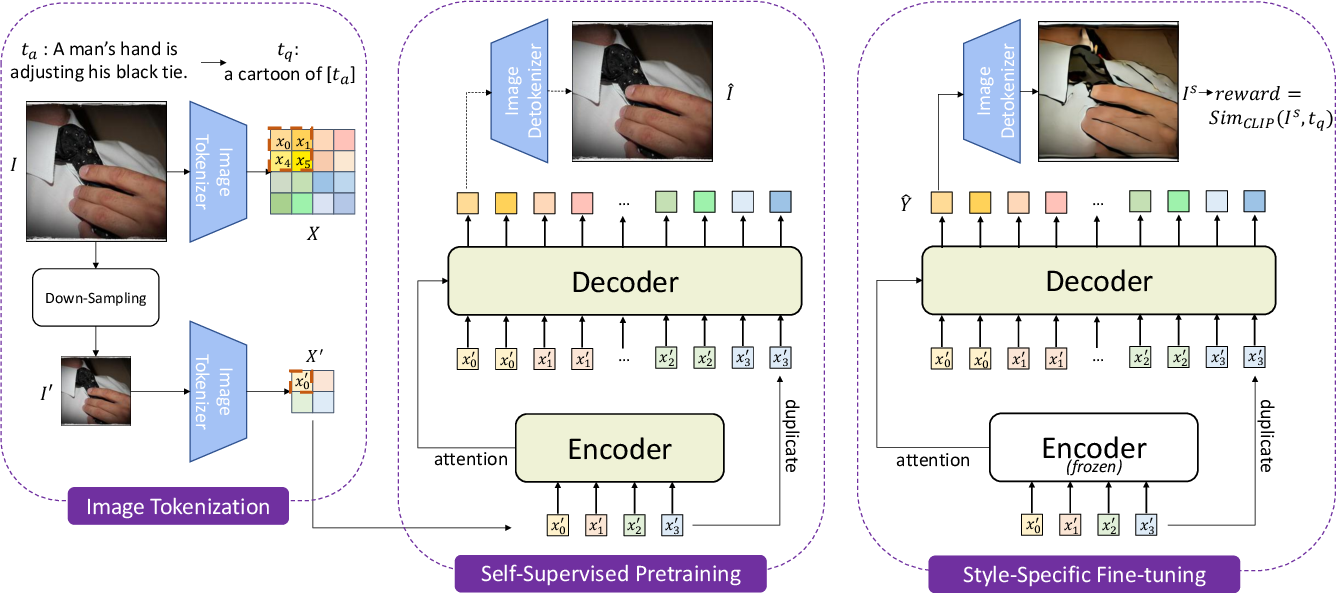 t_a : A man's hand is
adjusting his black tie.
t_q:
a cartoon of [t_a]
I
Image
Tokenizer
x_0 x_1
x_4 x_5
X
Down-Sampling
I'
Image
Tokenizer
X'
x'_0
Image Tokenization
Image
Detokenizer
Î
...
Decoder
x'_0 x'_0 x'_1 x'_1 ... x'_2 x'_2 x'_3 x'_3
attention
Encoder
duplicate
x'_0 x'_1 x'_2 x'_3
Self-Supervised Pretraining
Image
Detokenizer
I^s → reward =
Sim_CLIP(I^s, t_q)
Ŷ
...
Decoder
x'_0 x'_0 x'_1 x'_1 ... x'_2 x'_2 x'_3 x'_3
attention
Encoder
(frozen)
duplicate
x'_0 x'_1 x'_2 x'_3
Style-Specific Fine-tuning